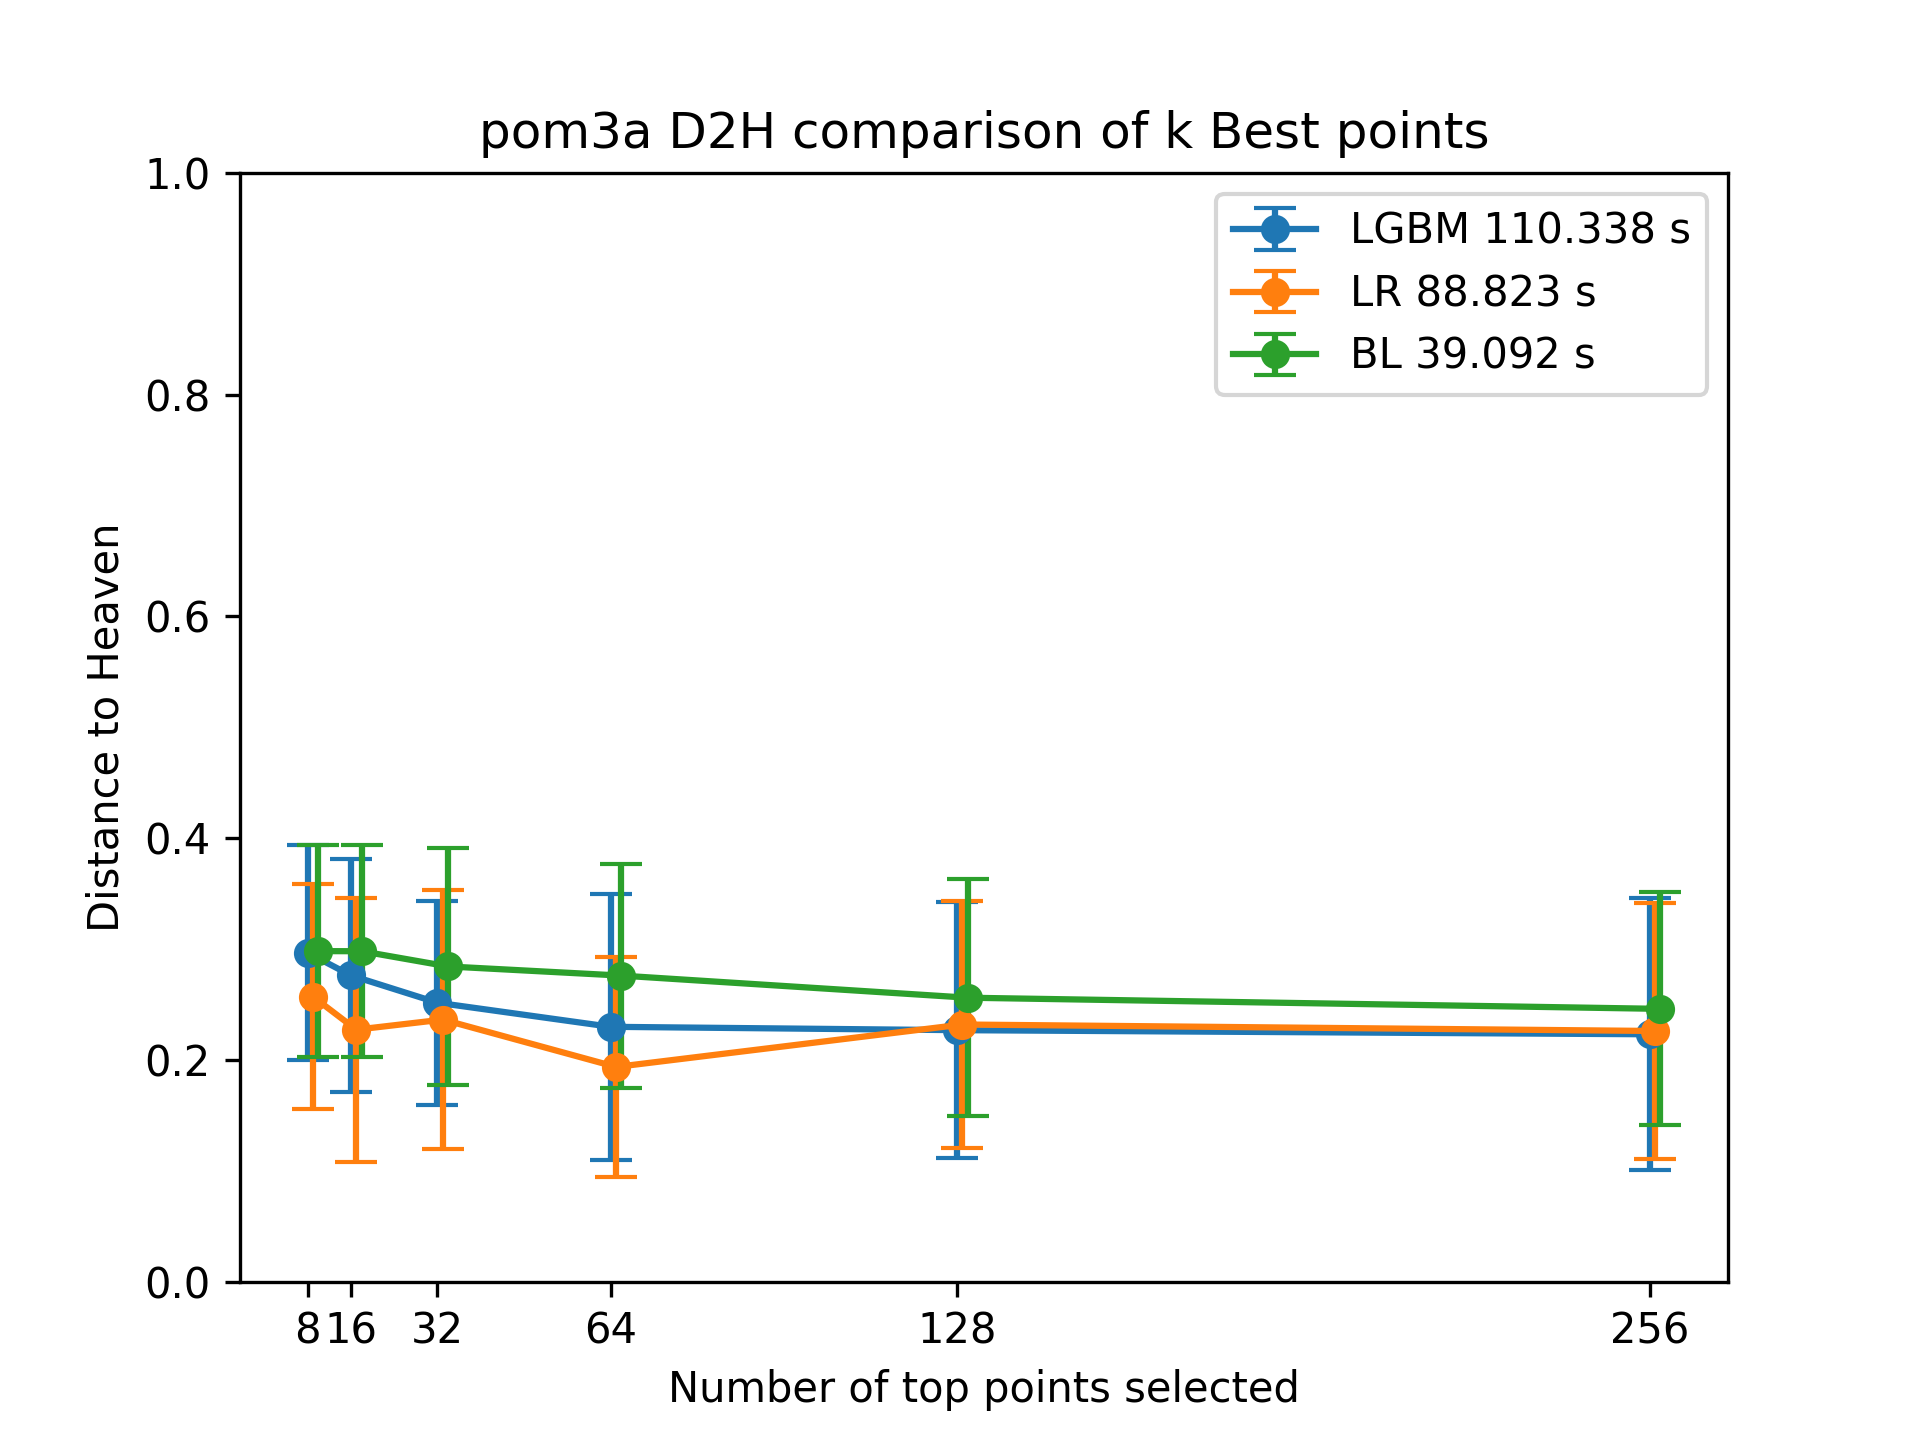 pom3a D2H comparison of k Best points
1.0
0.8
0.6
0.4
0.2
0.0
Distance to Heaven
LGBM 110.338 s
LR 88.823 s
BL 39.092 s
8 16 32 64 128 256
Number of top points selected